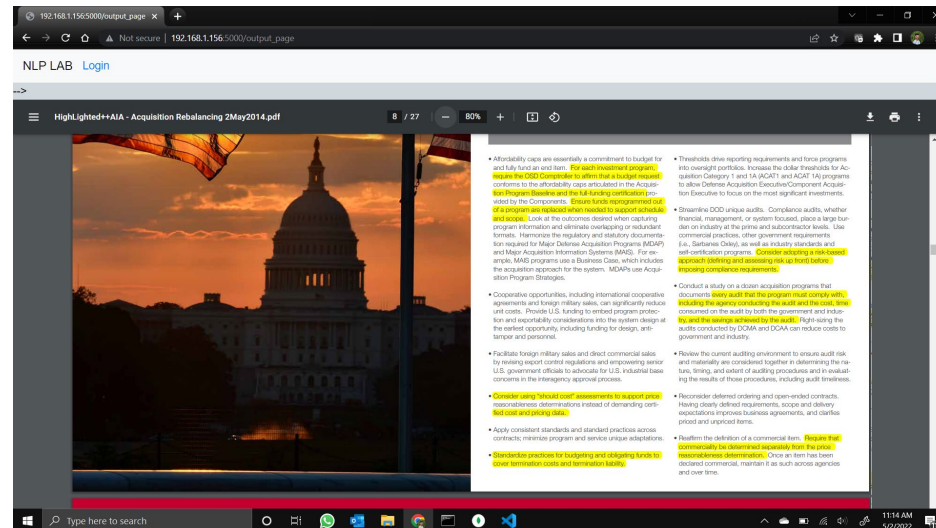 192.168.1.156:5000/output_page
Not secure | 192.168.1.156:5000/output_page
NLP LAB Login
-->
HighLighted++AIA - Acquisition Rebalancing 2May2014.pdf 8 / 27 80%
• Affordability caps are essentially a commitment to budget for
and fully fund an end item. For each investment program,
require the OSD Comptroller to affirm that a budget request
conforms to the affordability caps articulated in the Acquisi-
tion Program Baseline and the full-funding certification pro-
vided by the Components. Ensure funds reprogrammed out
of a program are replaced when needed to support schedule
and scope. Look at the outcomes desired when capturing
program information and eliminate overlapping or redundant
formats. Harmonize the regulatory and statutory documenta-
tion required for Major Defense Acquisition Programs (MDAP)
and Major Acquisition Information Systems (MAIS). For ex-
ample, MAIS programs use a Business Case, which includes
the acquisition approach for the system. MDAPs use Acqui-
sition Program Strategies.
• Cooperative opportunities, including international cooperative
agreements and foreign military sales, can significantly reduce
unit costs. Provide U.S. funding to embed program protec-
tion and exportability considerations into the system design at
the earliest opportunity, including funding for design, anti-
tamper and personnel.
• Facilitate foreign military sales and direct commercial sales
by revising export control regulations and empowering senior
U.S. government officials to advocate for U.S. industrial base
concerns in the interagency approval process.
• Consider using "should cost" assessments to support price
reasonableness determinations instead of demanding certi-
fied cost and pricing data.
• Apply consistent standards and standard practices across
contracts; minimize program and service unique adaptations.
• Standardize practices for budgeting and obligating funds to
cover termination costs and termination liability.
• Thresholds drive reporting requirements and force programs
into oversight portfolios. Increase the dollar thresholds for Ac-
quisition Category 1 and 1A (ACAT1 and ACAT 1A) programs
to allow Defense Acquisition Executive/Component Acquisi-
tion Executive to focus on the most significant investments.
• Streamline DOD unique audits. Compliance audits, whether
financial, management, or system focused, place a large bur-
den on industry at the prime and subcontractor levels. Use
commercial practices, other government requirements
(i.e., Sarbanes Oxley), as well as industry standards and
self-certification programs. Consider adopting a risk-based
approach (defining and assessing risk up front) before
imposing compliance requirements.
• Conduct a study on a dozen acquisition programs that
documents every audit that the program must comply with,
including the agency conducting the audit and the cost, time
consumed on the audit by both the government and indus-
try, and the savings achieved by the audit. Right-sizing the
audits conducted by DCMA and DCAA can reduce costs to
government and industry.
• Review the current auditing environment to ensure audit risk
and materiality are considered together in determining the na-
ture, timing, and extent of auditing procedures and in evaluat-
ing the results of those procedures, including audit timeliness.
• Reconsider deferred ordering and open-ended contracts.
Having clearly defined requirements, scope and delivery
expectations improves business agreements, and clarifies
priced and unpriced items.
• Reaffirm the definition of a commercial item. Require that
commerciality be determined separately from the price
reasonableness determination. Once an item has been
declared commercial, maintain it as such across agencies
and over time.
Type here to search
11:14 AM
5/2/2022